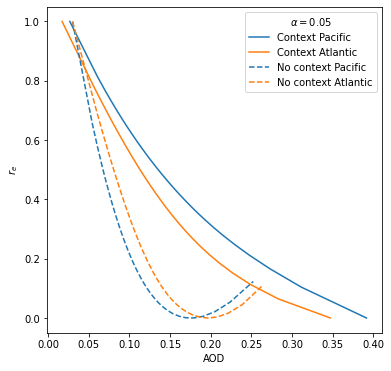 α = 0.05
Context Pacific
Context Atlantic
No context Pacific
No context Atlantic
1.0
0.8
0.6
0.4
0.2
0.0
r_e
0.00 0.05 0.10 0.15 0.20 0.25 0.30 0.35 0.40
AOD